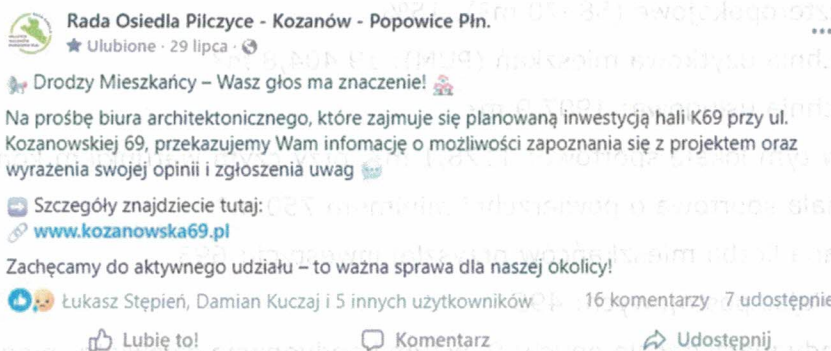 Rada Osiedla Pilczyce - Kozanów - Popowice Płn.
Ulubione · 29 lipca ·
Drodzy Mieszkańcy – Wasz głos ma znaczenie!
Na prośbę biura architektonicznego, które zajmuje się planowaną inwestycją hali K69 przy ul.
Kozanowskiej 69, przekazujemy Wam infomację o możliwości zapoznania się z projektem oraz
wyrażenia swojej opinii i zgłoszenia uwag
Szczegóły znajdziecie tutaj:
www.kozanowska69.pl
Zachęcamy do aktywnego udziału – to ważna sprawa dla naszej okolicy!
Łukasz Stępień, Damian Kuczaj i 5 innych użytkowników 16 komentarzy 7 udostępnie
Lubię to! Komentarz Udostępnij